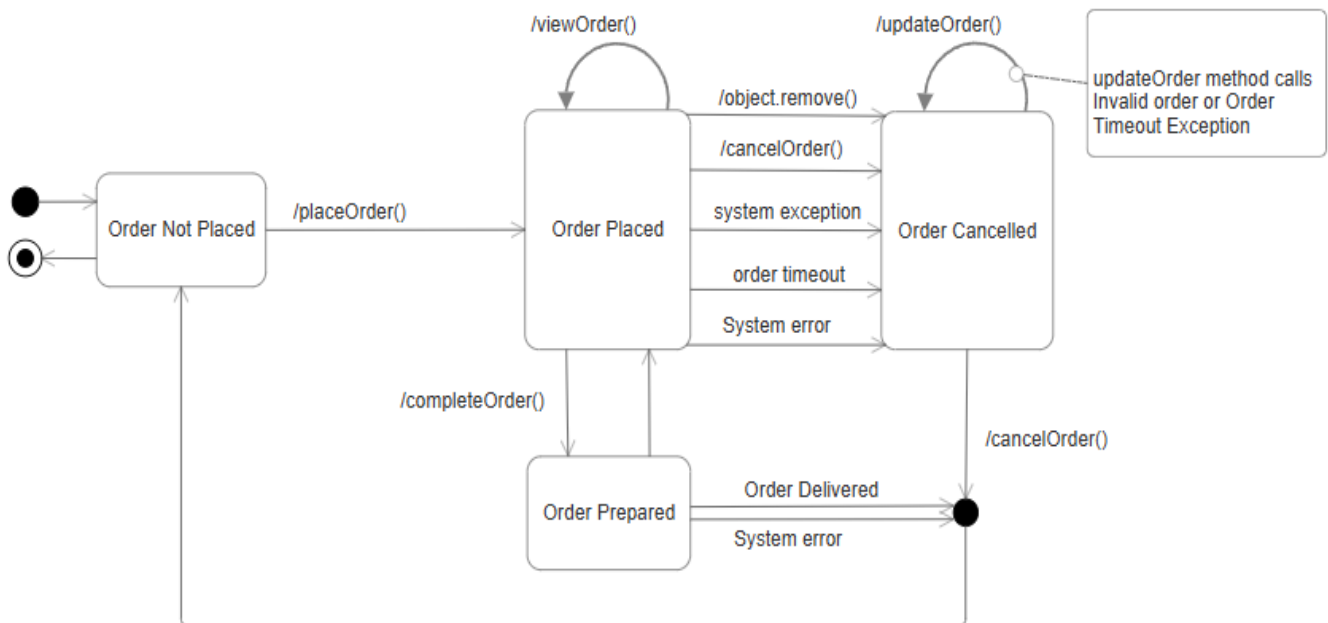 /viewOrder()
/updateOrder()
updateOrder method calls
Invalid order or Order
Timeout Exception
/object.remove()
/cancelOrder()
Order Not Placed
/placeOrder()
Order Placed
system exception
Order Cancelled
order timeout
System error
/completeOrder()
/cancelOrder()
Order Prepared
Order Delivered
System error